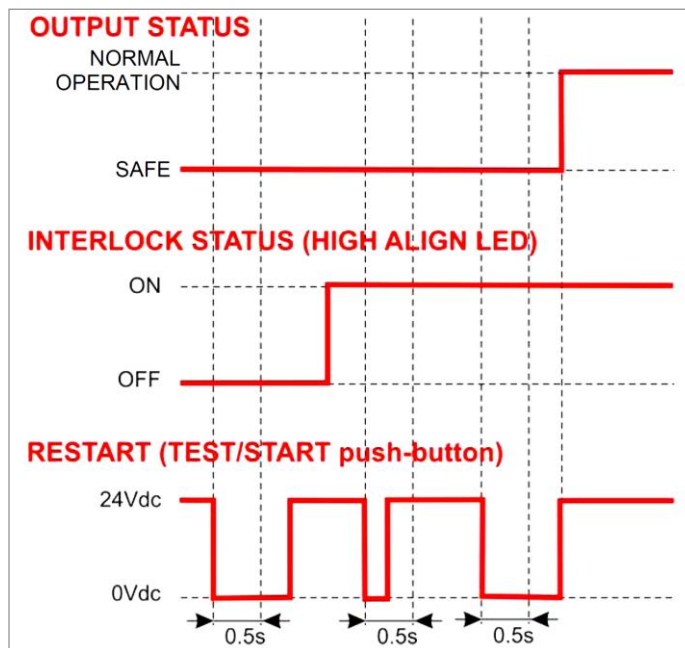 OUTPUT STATUS
NORMAL
OPERATION
SAFE
INTERLOCK STATUS (HIGH ALIGN LED)
ON
OFF
RESTART (TEST/START push-button)
24Vdc
0Vdc
0.5s 0.5s 0.5s